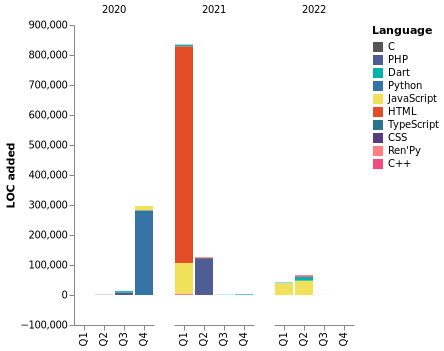 2020 2021 2022
LOC added
900,000
800,000
700,000
600,000
500,000
400,000
300,000
200,000
100,000
0
−100,000
Q1 Q2 Q3 Q4 Q1 Q2 Q3 Q4 Q1 Q2 Q3 Q4
Language
C
PHP
Dart
Python
JavaScript
HTML
TypeScript
CSS
Ren'Py
C++